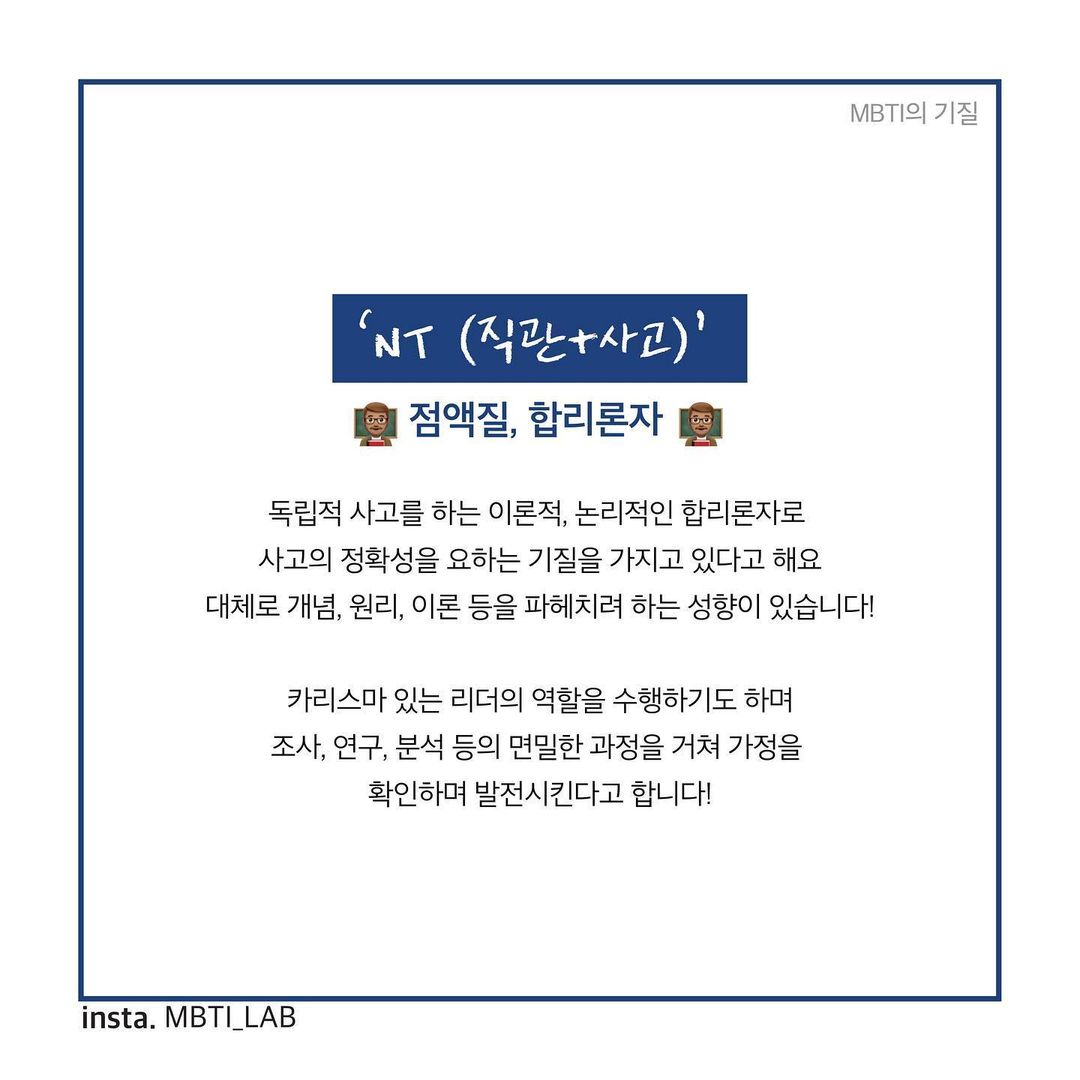 MBTI의 기질
'NT (직관+사고)'
점액질, 합리론자
독립적 사고를 하는 이론적, 논리적인 합리론자로
사고의 정확성을 요하는 기질을 가지고 있다고 해요
대체로 개념, 원리, 이론 등을 파헤치려 하는 성향이 있습니다!
카리스마 있는 리더의 역할을 수행하기도 하며
조사, 연구, 분석 등의 면밀한 과정을 거쳐 가정을
확인하며 발전시킨다고 합니다!
insta. MBTI_LAB